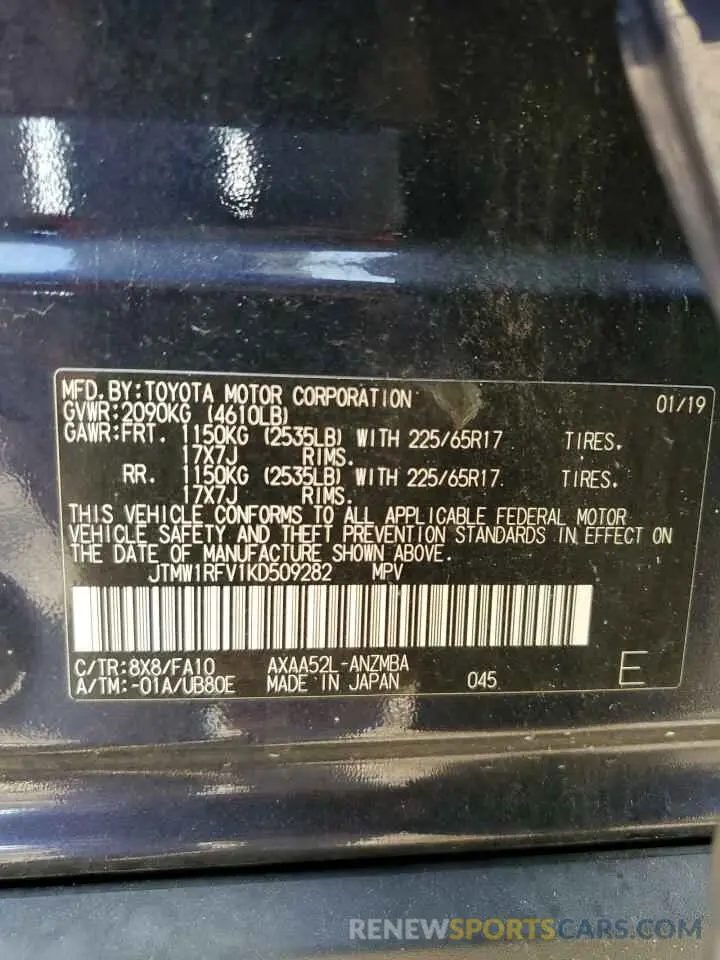 MFD.BY:TOYOTA MOTOR CORPORATION 01/19
GVWR:2090KG (4610LB)
GAWR:FRT. 1150KG (2535LB) WITH 225/65R17 TIRES.
17X7J RIMS.
RR. 1150KG (2535LB) WITH 225/65R17. TIRES.
17X7J RIMS.
THIS VEHICLE CONFORMS TO ALL APPLICABLE FEDERAL MOTOR
VEHICLE SAFETY AND THEFT PREVENTION STANDARDS IN EFFECT ON
THE DATE OF MANUFACTURE SHOWN ABOVE.
JTMW1RFV1KD509282 MPV
C/TR:8X8/FA10 AXAA52L-ANZMBA
A/TM:-01A/UB80E MADE IN JAPAN 045 E
RENEWSPORTSCARS.COM